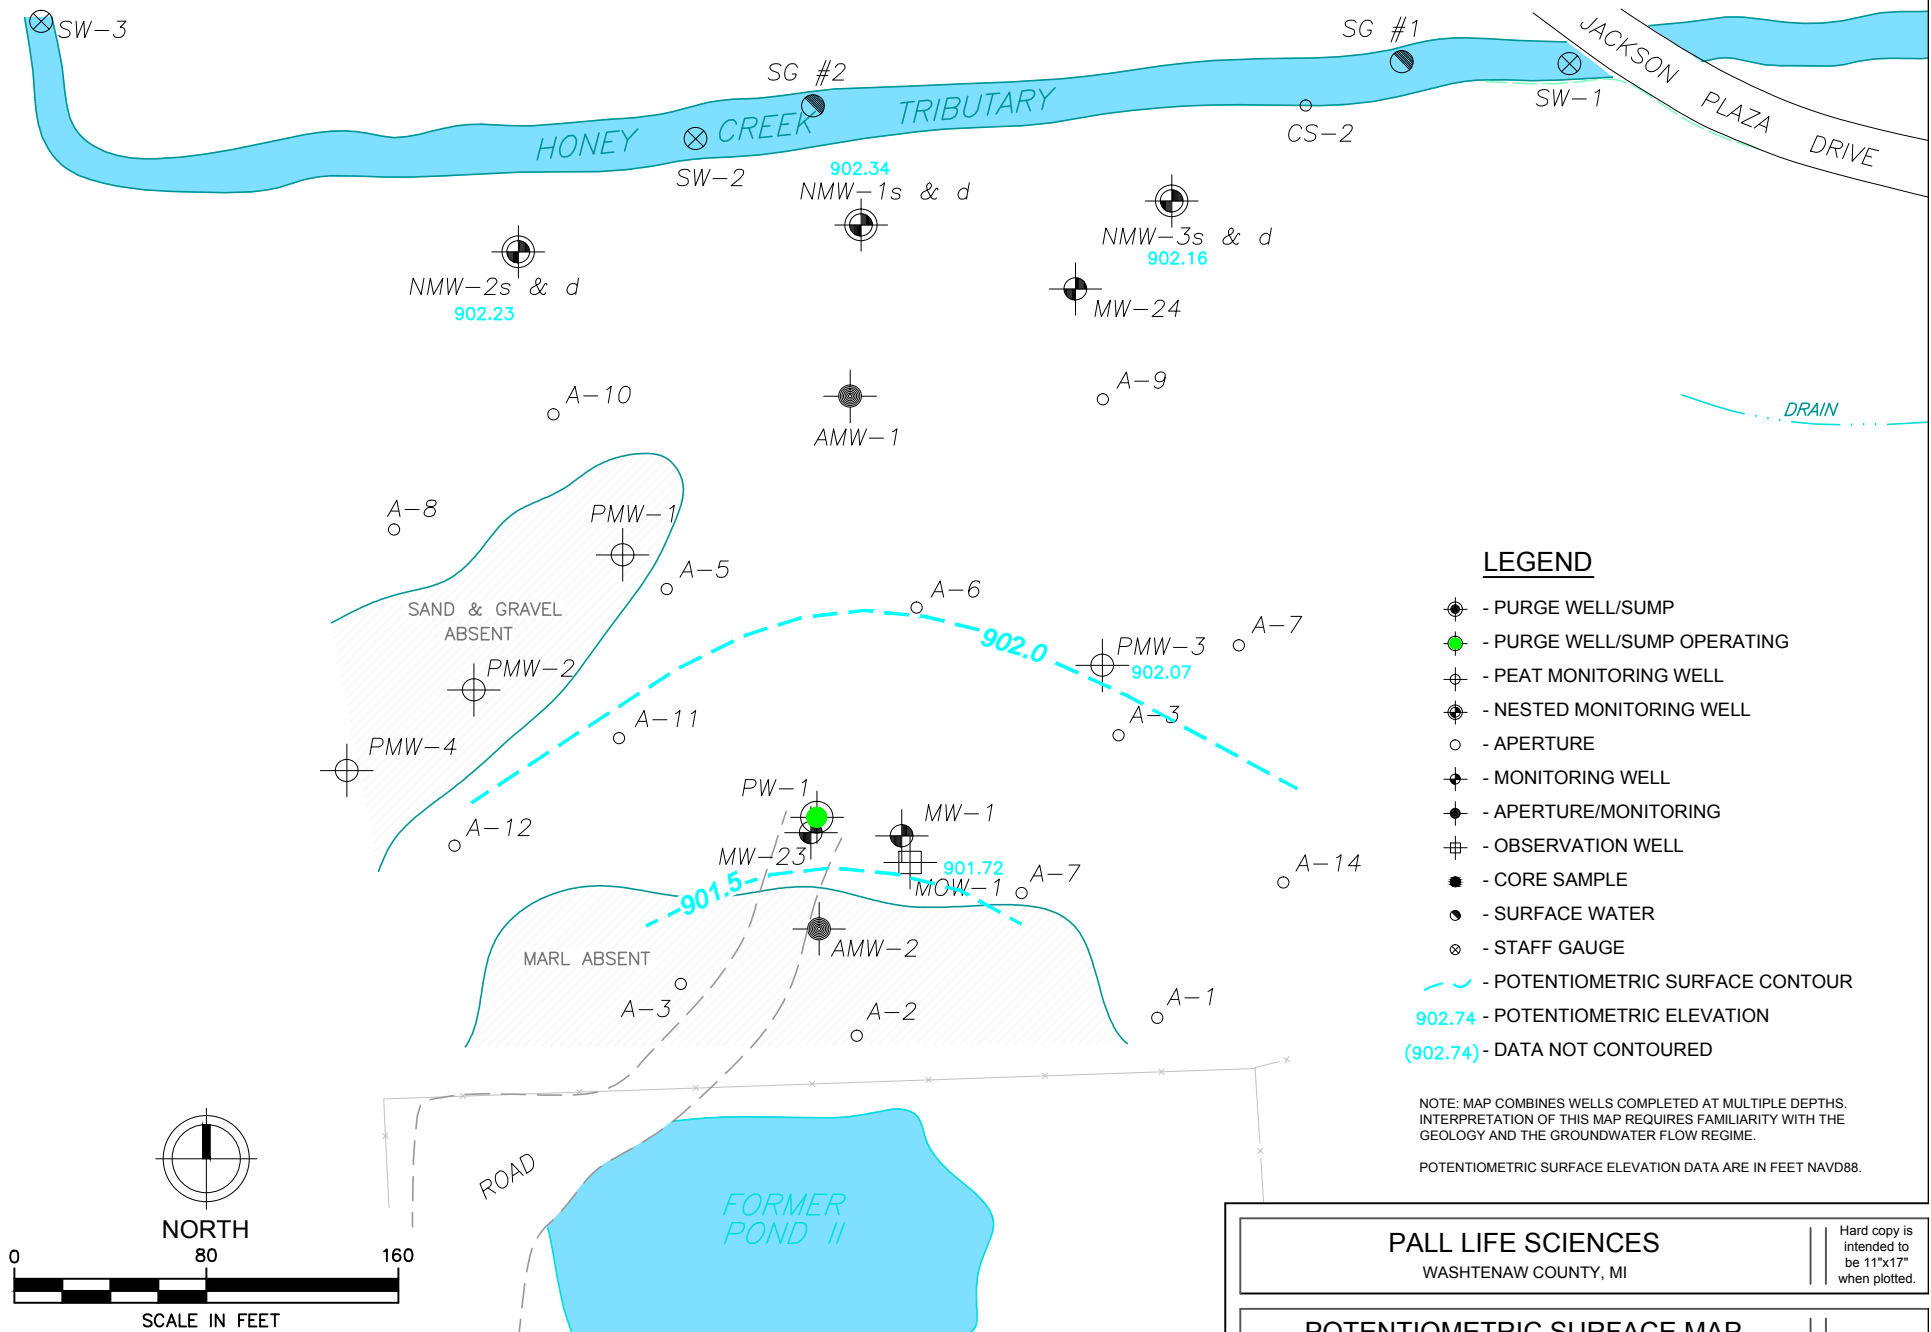 SW-3
SG #1
JACKSON PLAZA DRIVE
SG #2
HONEY CREEK TRIBUTARY
SW-1
CS-2
SW-2
902.34
NMW-1s & d
NMW-3s & d
902.16
NMW-2s & d
902.23
MW-24
A-10
A-9
DRAIN
AMW-1
A-8
PMW-1
A-5
A-6
SAND & GRAVEL
ABSENT
902.0
PMW-3
902.07
A-7
PMW-2
A-11
A-3
PMW-4
PW-1
MW-1
A-12
MW-23
901.72
MOW-1
A-7
A-14
901.5
AMW-2
MARL ABSENT
A-3
A-2
A-1
LEGEND
- PURGE WELL/SUMP
- PURGE WELL/SUMP OPERATING
- PEAT MONITORING WELL
- NESTED MONITORING WELL
- APERTURE
- MONITORING WELL
- APERTURE/MONITORING
- OBSERVATION WELL
- CORE SAMPLE
- SURFACE WATER
- STAFF GAUGE
- POTENTIOMETRIC SURFACE CONTOUR
902.74 - POTENTIOMETRIC ELEVATION
(902.74) - DATA NOT CONTOURED
NOTE: MAP COMBINES WELLS COMPLETED AT MULTIPLE DEPTHS.
INTERPRETATION OF THIS MAP REQUIRES FAMILIARITY WITH THE
GEOLOGY AND THE GROUNDWATER FLOW REGIME.
POTENTIOMETRIC SURFACE ELEVATION DATA ARE IN FEET NAVD88.
ROAD
FORMER
POND II
NORTH
0 80 160
SCALE IN FEET
PALL LIFE SCIENCES
WASHTENAW COUNTY, MI
Hard copy is
intended to
be 11"x17"
when plotted.
POTENTIOMETRIC SURFACE MAP